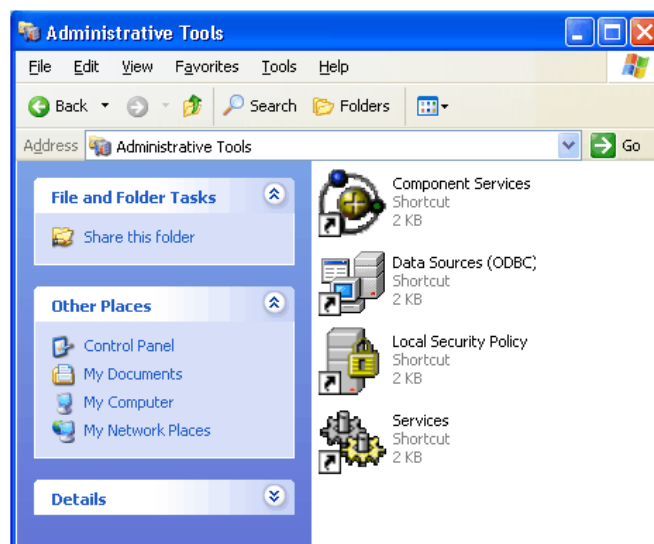 Administrative Tools
File Edit View Favorites Tools Help
Back Search Folders
Address Administrative Tools Go
File and Folder Tasks
Share this folder
Other Places
Control Panel
My Documents
My Computer
My Network Places
Details
Component Services
Shortcut
2 KB
Data Sources (ODBC)
Shortcut
2 KB
Local Security Policy
Shortcut
2 KB
Services
Shortcut
2 KB